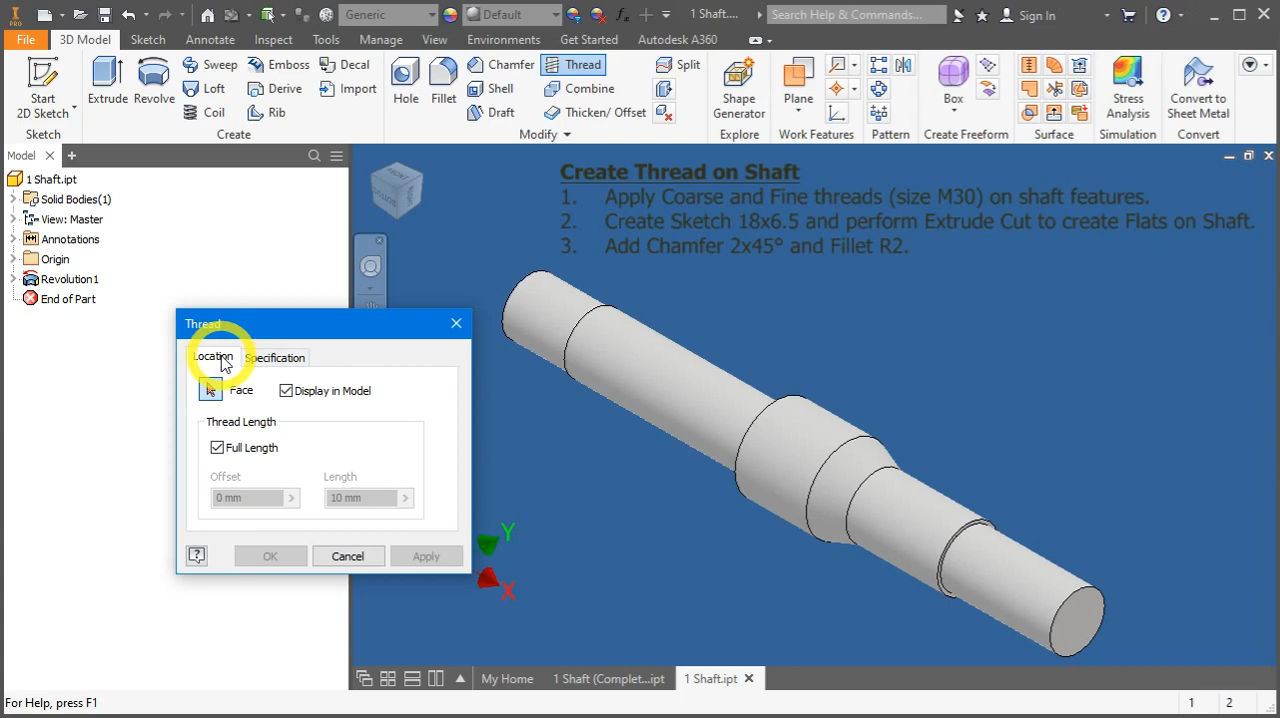 PRO
Generic
Default
fx
1 Shaft....
Search Help & Commands...
Sign In
File
3D Model
Sketch
Annotate
Inspect
Tools
Manage
View
Environments
Get Started
Autodesk A360
Start
2D Sketch
Sketch
Extrude
Revolve
Sweep
Emboss
Decal
Loft
Derive
Import
Coil
Rib
Create
Hole
Fillet
Chamfer
Thread
Split
Shell
Combine
Draft
Thicken/ Offset
Modify
Shape
Generator
Explore
Plane
Work Features
Pattern
Box
Create Freeform
Surface
Stress
Analysis
Simulation
Convert to
Sheet Metal
Convert
Model
1 Shaft.ipt
Solid Bodies(1)
View: Master
Annotations
Origin
Revolution1
End of Part
FRONT
BOTTOM
Create Thread on Shaft
1. Apply Coarse and Fine threads (size M30) on shaft features.
2. Create Sketch 18x6.5 and perform Extrude Cut to create Flats on Shaft.
3. Add Chamfer 2x45° and Fillet R2.
Thread
Location
Specification
Face
Display in Model
Thread Length
Full Length
Offset
Length
0 mm
10 mm
OK
Cancel
Apply
Y
X
My Home
1 Shaft (Complet...ipt
1 Shaft.ipt
For Help, press F1
1
2